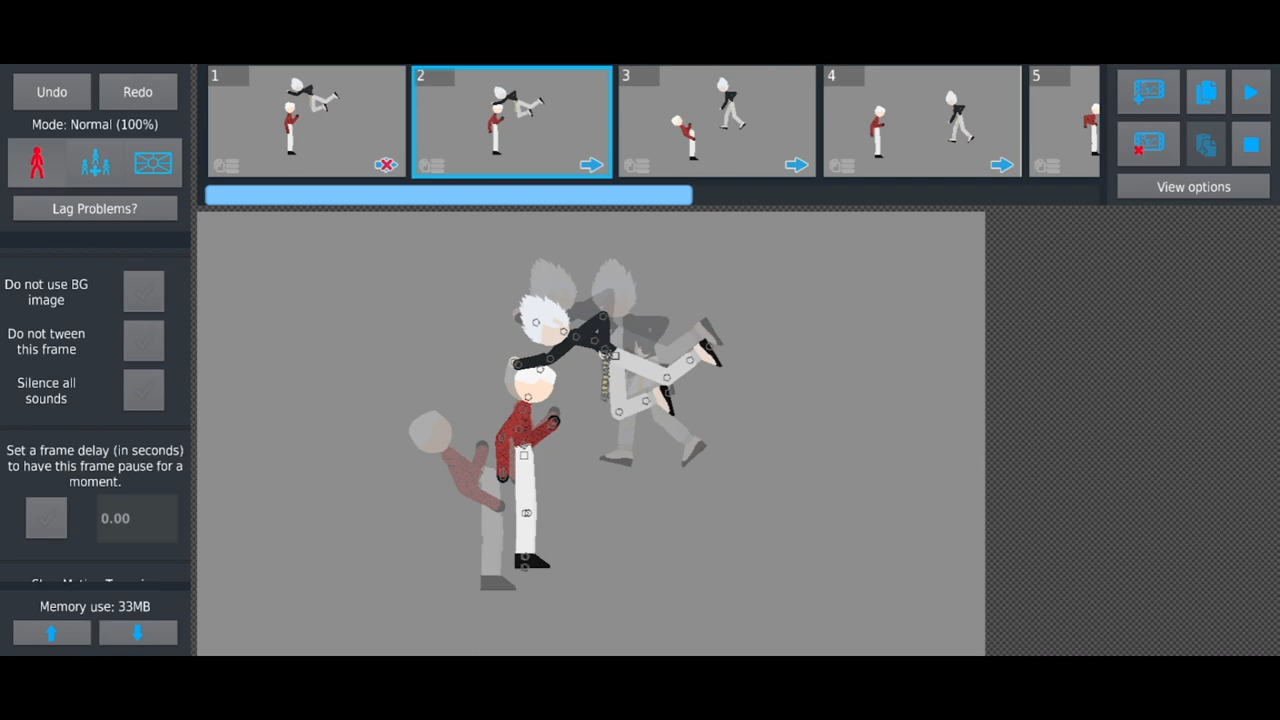 Undo
Redo
Mode: Normal (100%)
Lag Problems?
1
2
3
4
5
View options
Do not use BG
image
Do not tween
this frame
Silence all
sounds
Set a frame delay (in seconds)
to have this frame pause for a
moment.
0.00
Memory use: 33MB